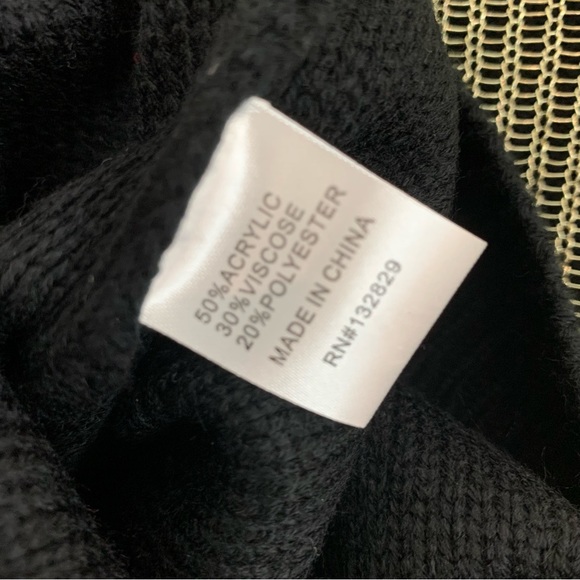 50%ACRYLIC
30%VISCOSE
20%POLYESTER
MADE IN CHINA
RN#132829